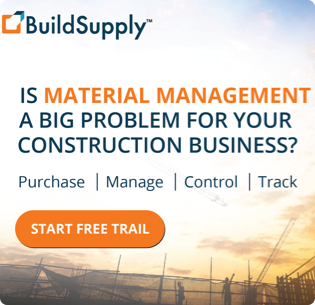 BuildSupply™
IS MATERIAL MANAGEMENT
A BIG PROBLEM FOR YOUR
CONSTRUCTION BUSINESS?
Purchase | Manage | Control | Track
START FREE TRAIL